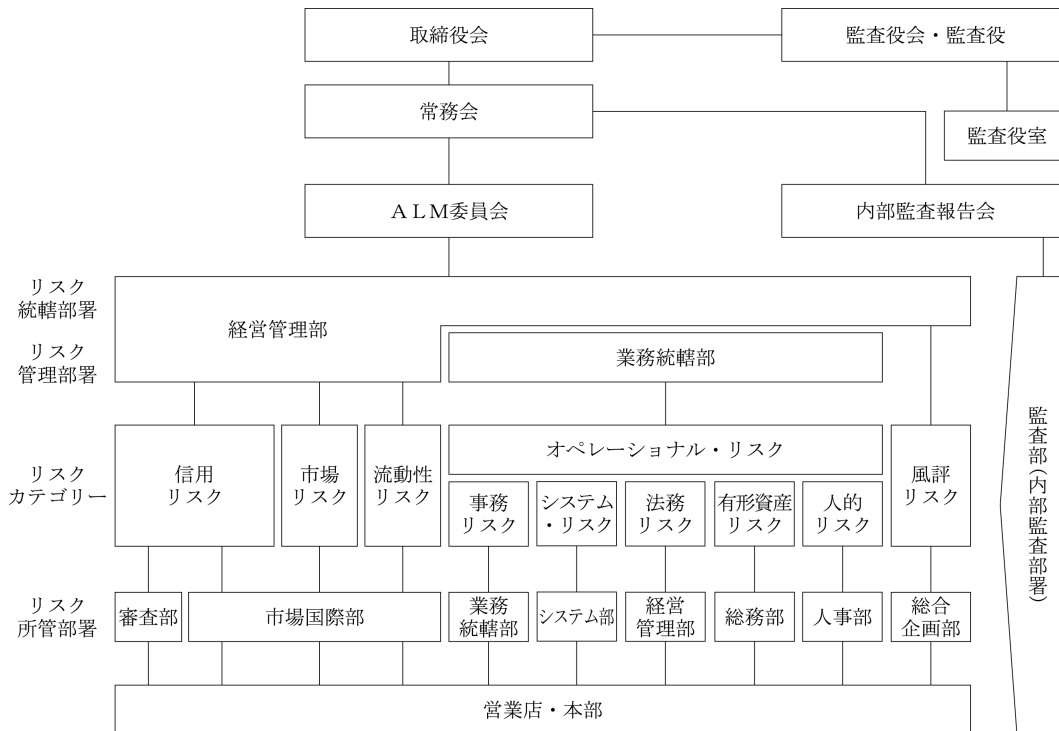 取締役会
監査役会・監査役
常務会
監査役室
ＡＬＭ委員会
内部監査報告会
リスク
統轄部署
経営管理部
リスク
管理部署
業務統轄部
リスク
カテゴリー
信用
リスク
市場
リスク
流動性
リスク
オペレーショナル・リスク
事務
リスク
システム
・リスク
法務
リスク
有形資産
リスク
人的
リスク
風評
リスク
監査部(内部監査部署)
リスク
所管部署
審査部
市場国際部
業務
統轄部
システム部
経営
管理部
総務部
人事部
総合
企画部
営業店・本部